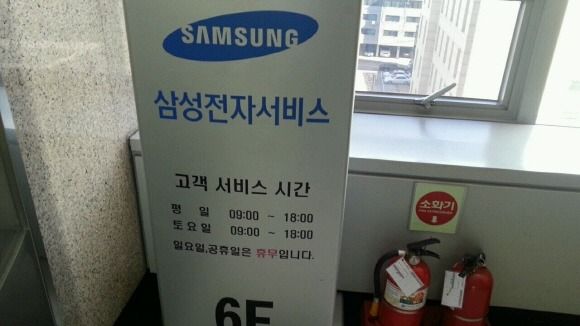 SAMSUNG
삼성전자서비스
고객 서비스 시간
평 일 09:00 ~ 18:00
토요일 09:00 ~ 18:00
일요일,공휴일은 휴무입니다.
6F
소화기